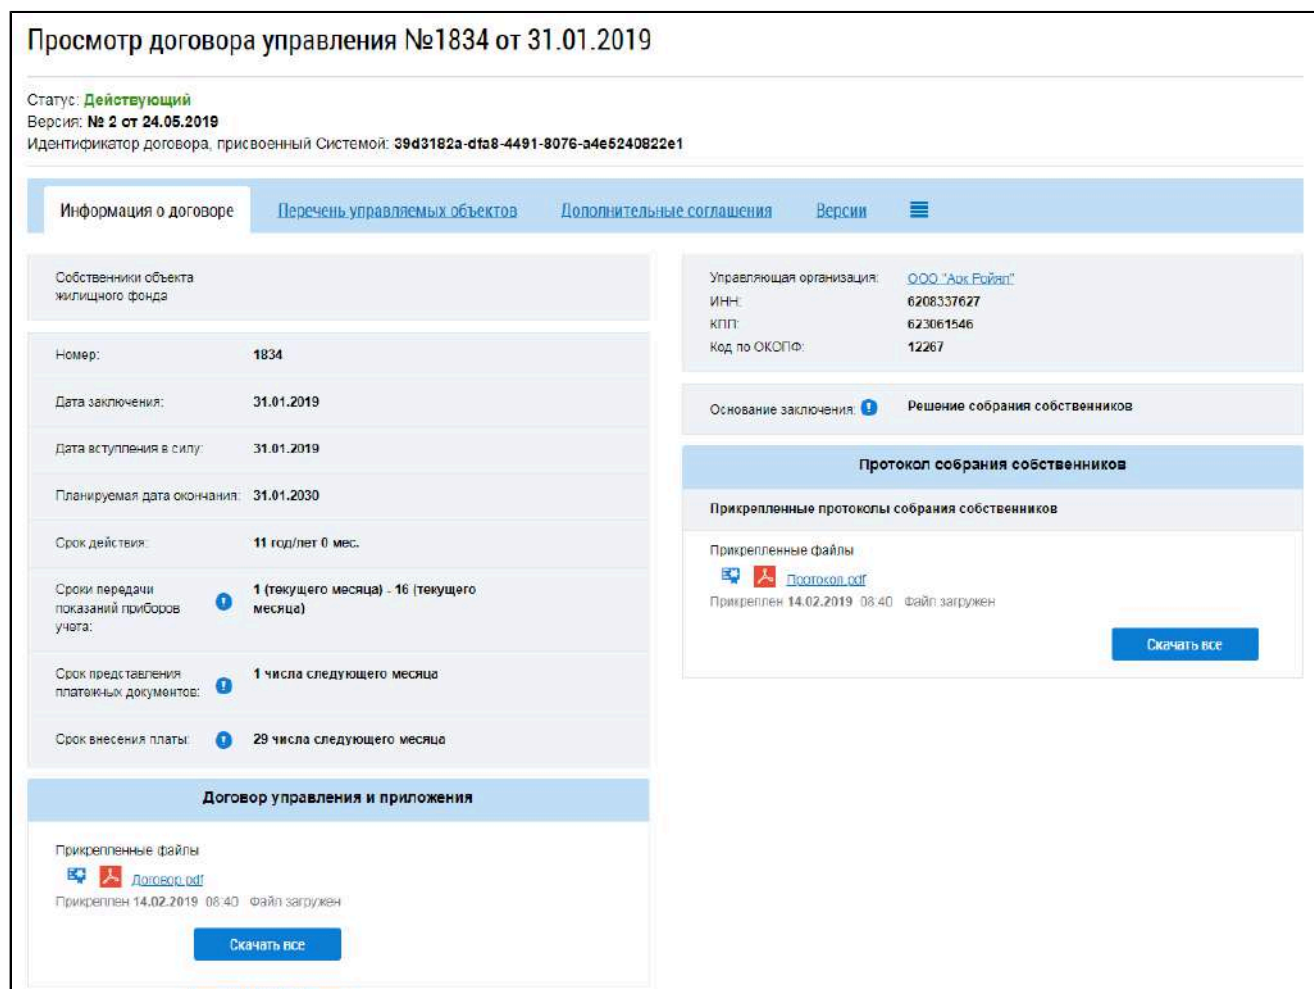 Просмотр договора управления №1834 от 31.01.2019
Статус: Действующий
Версия: № 2 от 24.05.2019
Идентификатор договора, присвоенный Системой: 39d3182a-dfa8-4491-8076-a4e5240822e1
Информация о договоре Перечень управляемых объектов Дополнительные соглашения Версии
Собственники объекта
жилищного фонда
Номер: 1834
Дата заключения: 31.01.2019
Дата вступления в силу: 31.01.2019
Планируемая дата окончания: 31.01.2030
Срок действия: 11 год/лет 0 мес.
Сроки передачи
показаний приборов
учета:
1 (текущего месяца) - 16 (текущего
месяца)
Срок представления
платежных документов:
1 числа следующего месяца
Срок внесения платы: 29 числа следующего месяца
Договор управления и приложения
Прикрепленные файлы
Договор.pdf
Прикреплен 14.02.2019 08:40 Файл загружен
Скачать все
Управляющая организация: ООО "Арк Ройял"
ИНН: 6208337627
КПП: 623061546
Код по ОКОПФ: 12267
Основание заключения: Решение собрания собственников
Протокол собрания собственников
Прикрепленные протоколы собрания собственников
Прикрепленные файлы
Протокол.pdf
Прикреплен 14.02.2019 08:40 Файл загружен
Скачать все